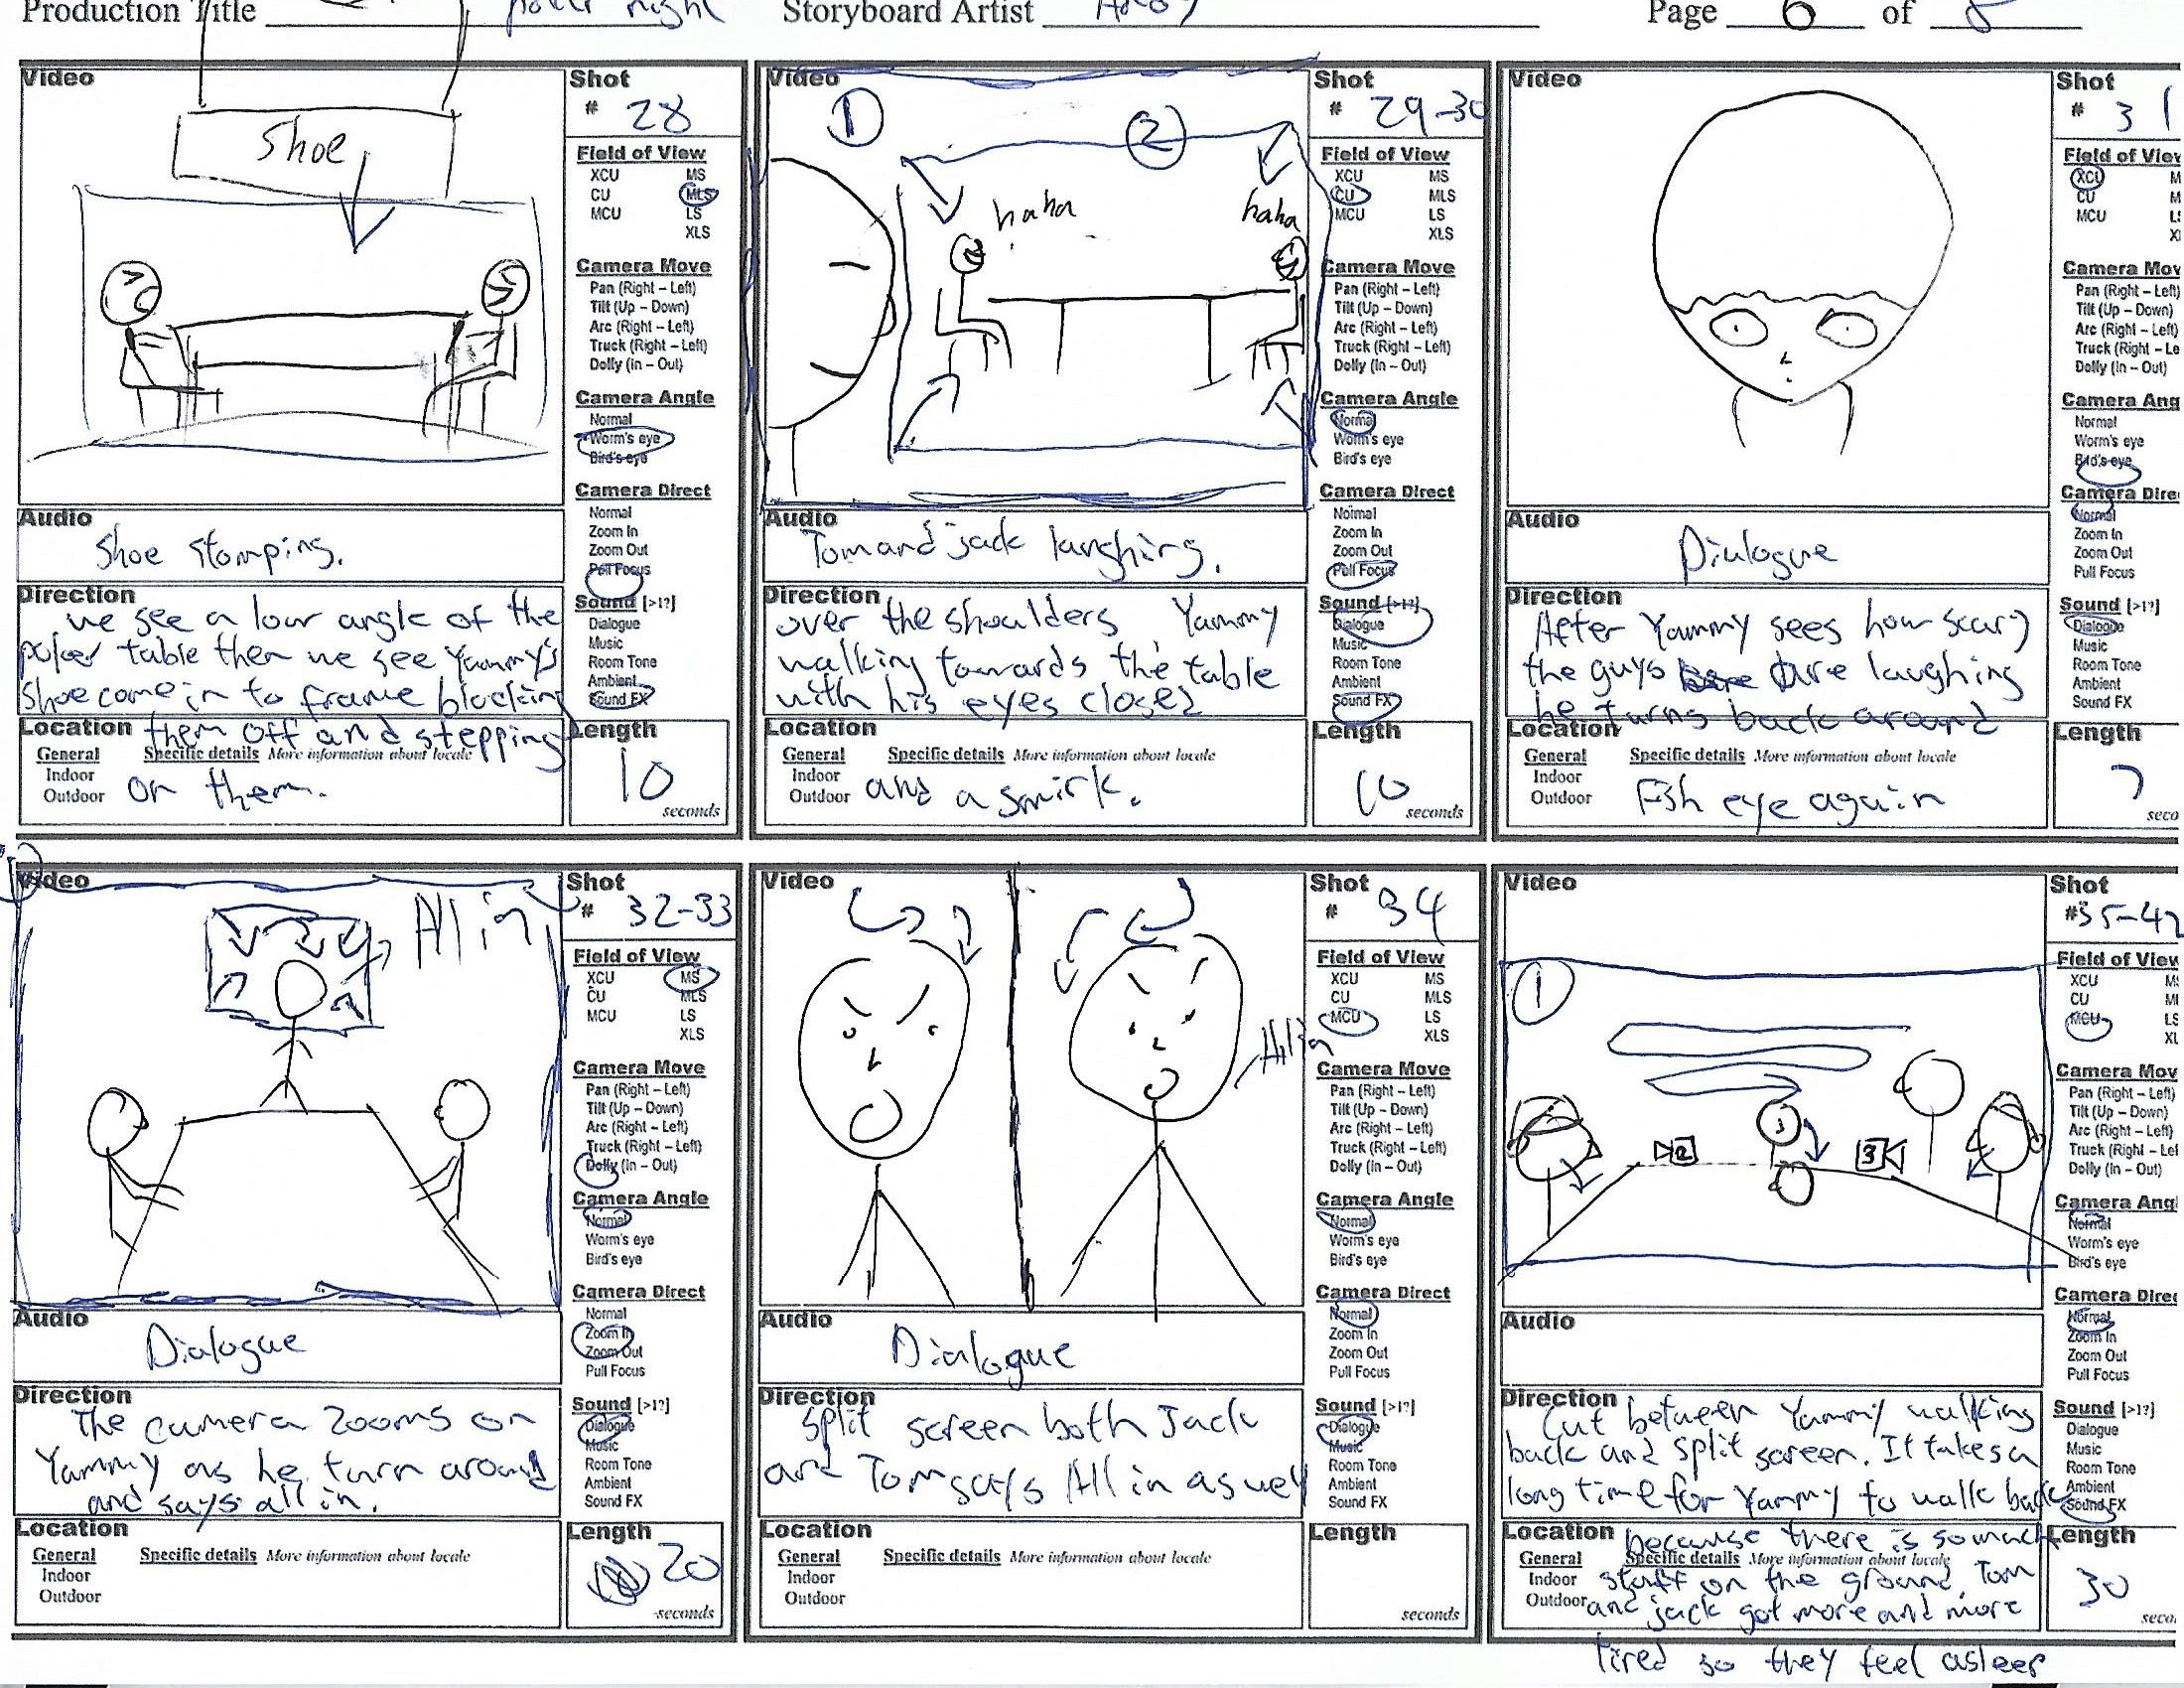 Production Title Poker night Storyboard Artist Page 6 of
Video
Shoe
Shot
# 28
Field of View
XCU MS
CU MLS
MCU LS
XLS
Camera Move
Pan (Right – Left)
Tilt (Up – Down)
Arc (Right – Left)
Truck (Right – Left)
Dolly (In – Out)
Camera Angle
Normal
Worm's eye
Bird's eye
Camera Direct
Normal
Zoom In
Zoom Out
Pull Focus
Sound [>1?]
Dialogue
Music
Room Tone
Ambient
Sound FX
Audio
Shoe Stomping.
Direction
we see a low angle of the
poker table then we see Yammy's
shoe come in to frame blocking
them off and stepping
on them.
Location
General Specific details More information about locale
Indoor
Outdoor
Length
10
seconds
Video
1
2
haha haha
Shot
# 29-30
Field of View
XCU MS
CU MLS
MCU LS
XLS
Camera Move
Pan (Right – Left)
Tilt (Up – Down)
Arc (Right – Left)
Truck (Right – Left)
Dolly (In – Out)
Camera Angle
Normal
Worm's eye
Bird's eye
Camera Direct
Normal
Zoom In
Zoom Out
Pull Focus
Sound [>1?]
Dialogue
Music
Room Tone
Ambient
Sound FX
Audio
Tom and jack laughing.
Direction
over the shoulders, Yammy
walking towards the table
with his eyes closed
and a smirk.
Location
General Specific details More information about locale
Indoor
Outdoor
Length
10
seconds
Video
Shot
# 31
Field of View
XCU M
CU M
MCU L
X
Camera Mov
Pan (Right – Left)
Tilt (Up – Down)
Arc (Right – Left)
Truck (Right – Le
Dolly (In – Out)
Camera Ang
Normal
Worm's eye
Bird's eye
Camera Dire
Normal
Zoom In
Zoom Out
Pull Focus
Sound [>1?]
Dialogue
Music
Room Tone
Ambient
Sound FX
Audio
Dialogue
Direction
After Yammy sees how scary
the guys are laughing
he turns back around
Location
General Specific details More information about locale
Indoor
Outdoor
Fish eye again
Length
7
seco
Video
All in
Shot
# 32-33
Field of View
XCU MS
CU MLS
MCU LS
XLS
Camera Move
Pan (Right – Left)
Tilt (Up – Down)
Arc (Right – Left)
Truck (Right – Left)
Dolly (In – Out)
Camera Angle
Normal
Worm's eye
Bird's eye
Camera Direct
Normal
Zoom In
Zoom Out
Pull Focus
Sound [>1?]
Dialogue
Music
Room Tone
Ambient
Sound FX
Audio
Dialogue
Direction
The camera zooms on
Yammy as he turn around
and says all in.
Location
General Specific details More information about locale
Indoor
Outdoor
Length
20
seconds
Video
All in
Shot
# 34
Field of View
XCU MS
CU MLS
MCU LS
XLS
Camera Move
Pan (Right – Left)
Tilt (Up – Down)
Arc (Right – Left)
Truck (Right – Left)
Dolly (In – Out)
Camera Angle
Normal
Worm's eye
Bird's eye
Camera Direct
Normal
Zoom In
Zoom Out
Pull Focus
Sound [>1?]
Dialogue
Music
Room Tone
Ambient
Sound FX
Audio
Dialogue
Direction
Split screen both Jack
and Tom says All in as well
Location
General Specific details More information about locale
Indoor
Outdoor
Length
seconds
Video
1
2
3
Shot
#35-42
Field of View
XCU M
CU M
MCU LS
XL
Camera Mov
Pan (Right – Left)
Tilt (Up – Down)
Arc (Right – Left)
Truck (Right – Lef
Dolly (In – Out)
Camera Angl
Normal
Worm's eye
Bird's eye
Camera Direc
Normal
Zoom In
Zoom Out
Pull Focus
Sound [>1?]
Dialogue
Music
Room Tone
Ambient
Sound FX
Audio
Direction
Cut between Yammy walking
back and split screen. It takes a
long time for Yammy to walk back
because there is so much
stuff on the ground, Tom
and jack got more and more
tired so they feel asleep
Location
General Specific details More information about locale
Indoor
Outdoor
Length
30
seco